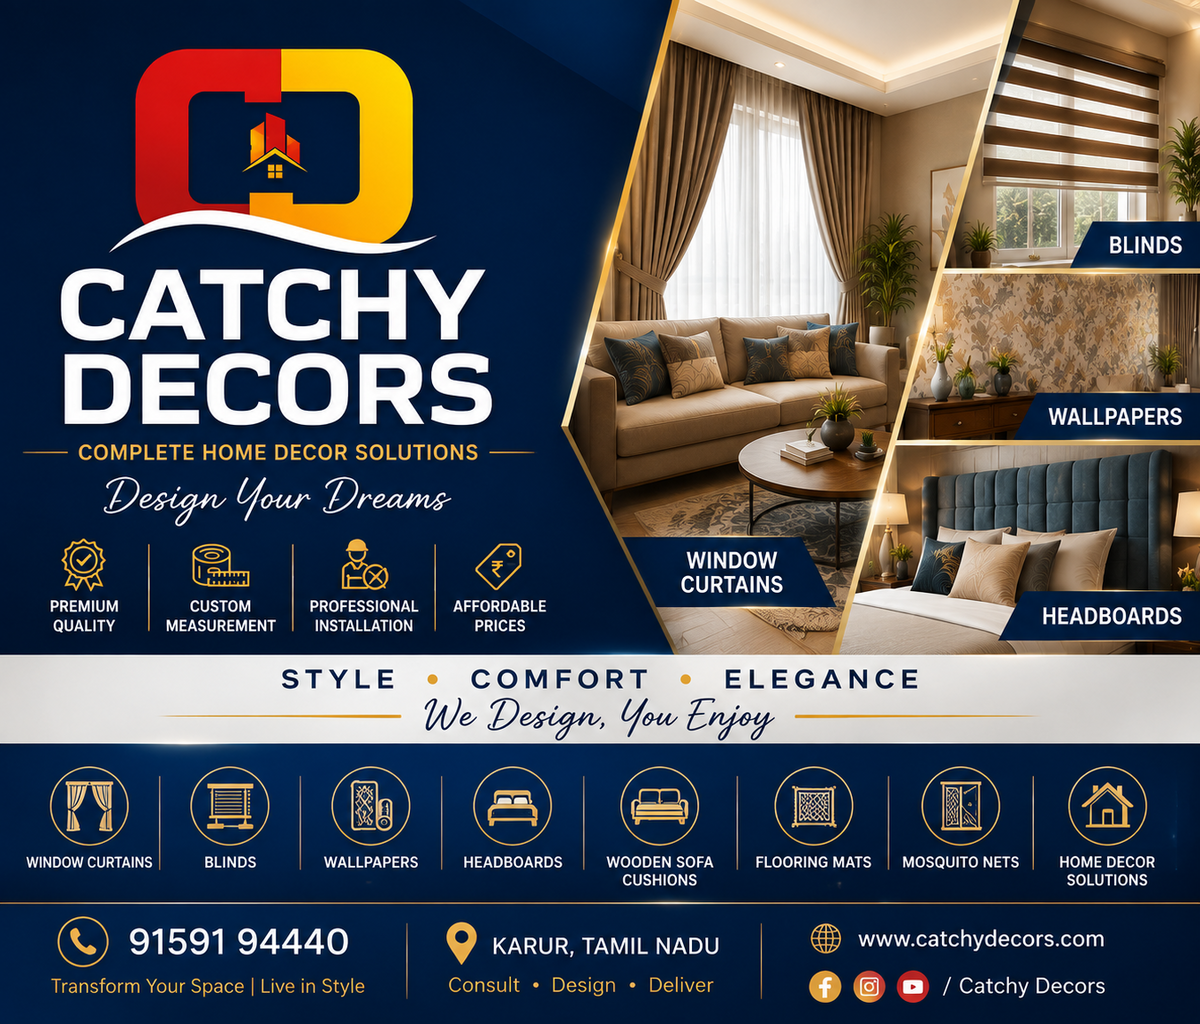 CATCHY
DECORS
COMPLETE HOME DECOR SOLUTIONS
Design Your Dreams
PREMIUM
QUALITY
CUSTOM
MEASUREMENT
PROFESSIONAL
INSTALLATION
₹
AFFORDABLE
PRICES
WINDOW
CURTAINS
BLINDS
WALLPAPERS
HEADBOARDS
STYLE • COMFORT • ELEGANCE
We Design, You Enjoy
WINDOW CURTAINS
BLINDS
WALLPAPERS
HEADBOARDS
WOODEN SOFA
CUSHIONS
FLOORING MATS
MOSQUITO NETS
HOME DECOR
SOLUTIONS
91591 94440
Transform Your Space | Live in Style
KARUR, TAMIL NADU
Consult • Design • Deliver
www.catchydecors.com
/ Catchy Decors